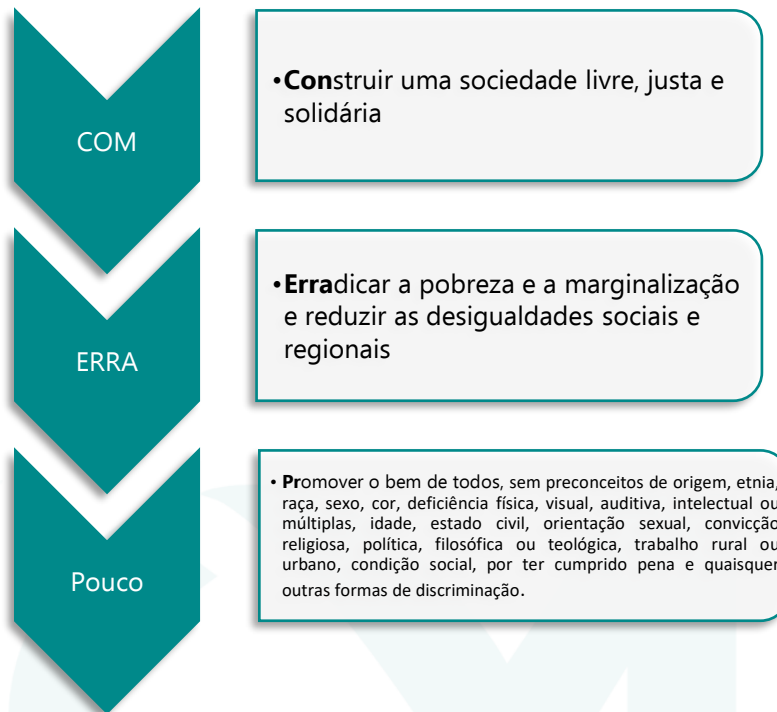 COM
•Construir uma sociedade livre, justa e
solidária
ERRA
•Erradicar a pobreza e a marginalização
e reduzir as desigualdades sociais e
regionais
Pouco
• Promover o bem de todos, sem preconceitos de origem, etnia,
raça, sexo, cor, deficiência física, visual, auditiva, intelectual ou
múltiplas, idade, estado civil, orientação sexual, convicção
religiosa, política, filosófica ou teológica, trabalho rural ou
urbano, condição social, por ter cumprido pena e quaisquer
outras formas de discriminação.